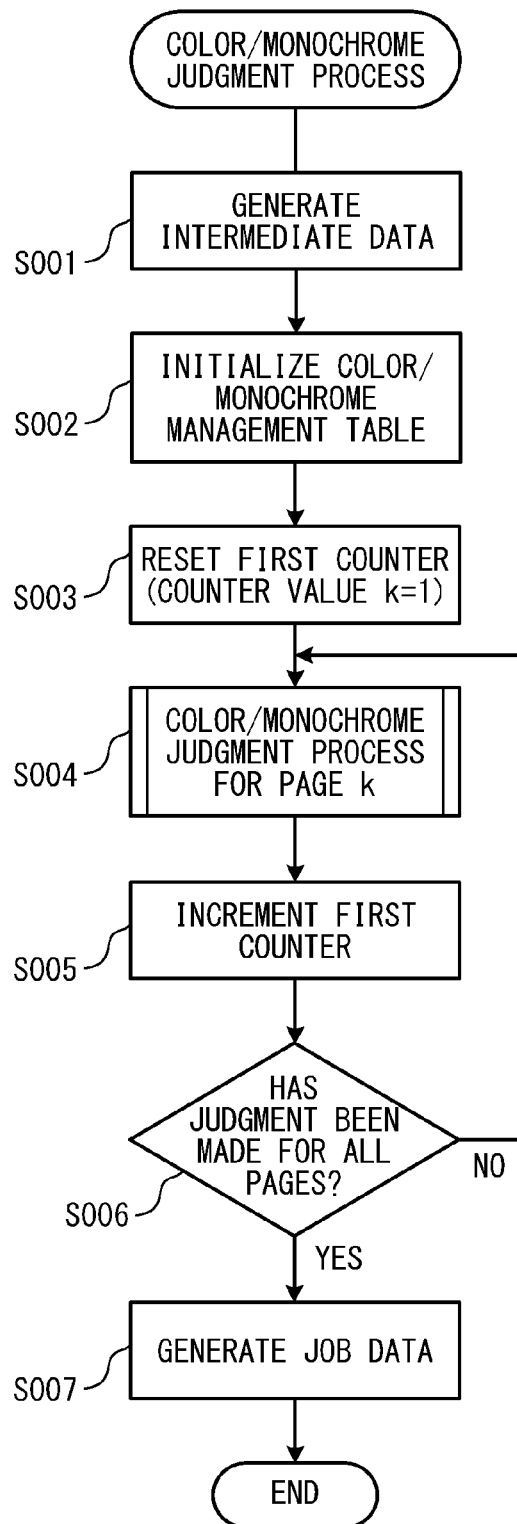 COLOR/MONOCHROME
JUDGMENT PROCESS
GENERATE
INTERMEDIATE DATA
S001
INITIALIZE COLOR/
MONOCHROME
MANAGEMENT TABLE
S002
RESET FIRST COUNTER
(COUNTER VALUE k=1)
S003
COLOR/MONOCHROME
JUDGMENT PROCESS
FOR PAGE k
S004
INCREMENT FIRST
COUNTER
S005
HAS
JUDGMENT BEEN
MADE FOR ALL
PAGES?
NO
S006
YES
GENERATE JOB DATA
S007
END